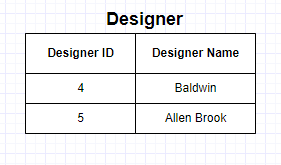 Designer
Designer ID Designer Name
4 Baldwin
5 Allen Brook